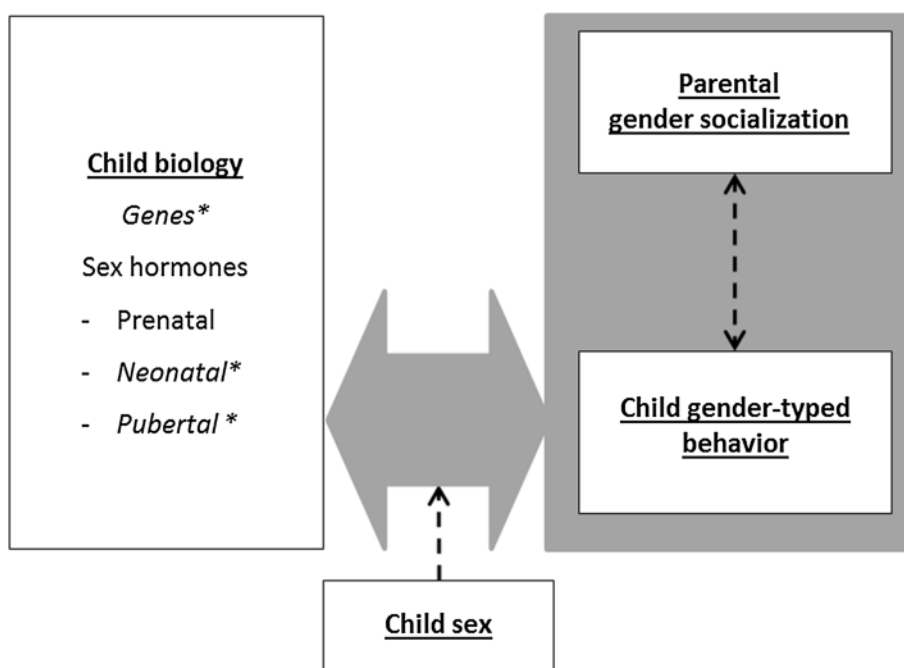 Child biology
Genes*
Sex hormones
- Prenatal
- Neonatal*
- Pubertal *
Parental
gender socialization
Child gender-typed
behavior
Child sex